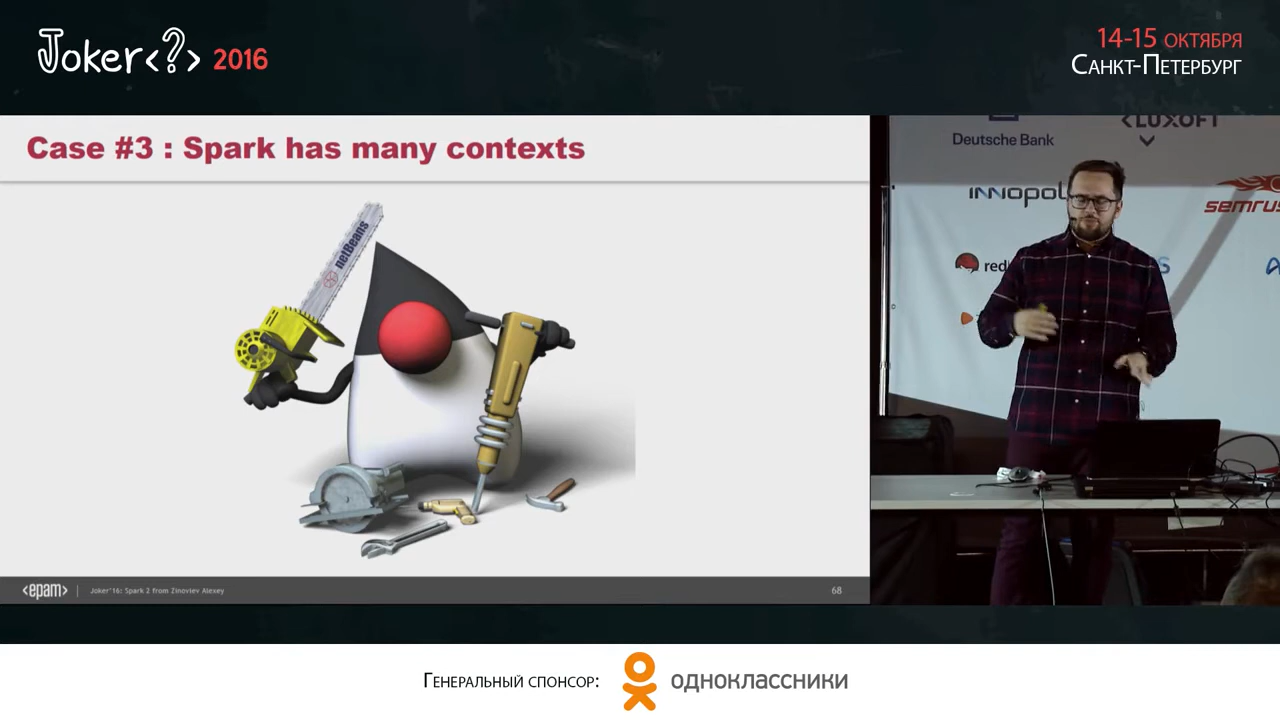 Joker<?> 2016
14-15 октября
Санкт-Петербург
Case #3 : Spark has many contexts
netBeans
Deutsche Bank
<LUXOFT
<epam>
Joker'16: Spark 2 from Zinoviev Alexey
68
Генеральный спонсор:
одноклассники